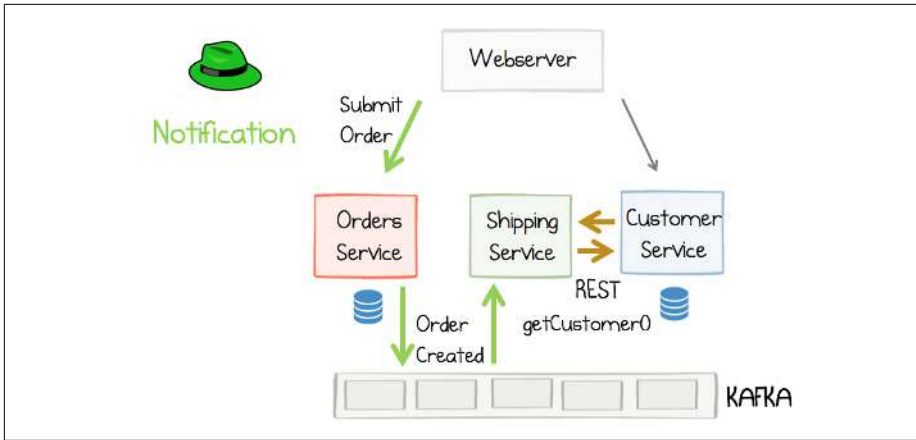 Webserver
Submit
Order
Notification
Orders
Service
Shipping
Service
Customer
Service
REST
getCustomer()
Order
Created
KAFKA